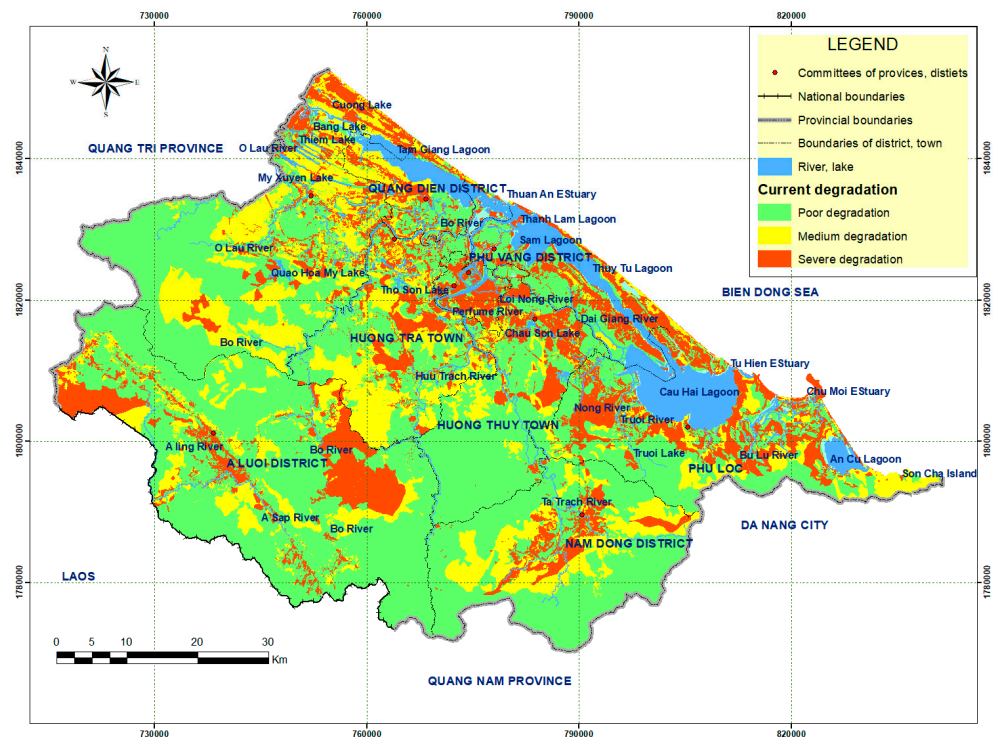 730000 760000 790000 820000
LEGEND
Committees of provices, distiets
National boundaries
Provincial boundaries
Boundaries of district, town
River, lake
Current degradation
Poor degradation
Medium degradation
Severe degradation
N
W E
S
1840000
1840000
1820000
1820000
1800000
1800000
1780000
1780000
Cuong Lake
Bang Lake
Thiem Lake
O Lau River
QUANG TRI PROVINCE
Tam Giang Lagoon
My Xuyen Lake
QUANG DIEN DISTRICT
Thuan An EStuary
Bo River
Thanh Lam Lagoon
Sam Lagoon
O Lau River
PHU VANG DISTRICT
Quao Hoa My Lake
Thuy Tu Lagoon
Tho Son Lake
BIEN DONG SEA
Loi Nong River
Perfume River
Dai Giang River
Chau Son Lake
HUONG TRA TOWN
Bo River
Tu Hien EStuary
Huu Trach River
Cau Hai Lagoon
Chu Moi EStuary
Nong River
Truoi River
HUONG THUY TOWN
A ling River
Bo River
Truoi Lake
Bu Lu River
An Cu Lagoon
A LUOI DISTRICT
PHU LOC
Son Cha Island
Ta Trach River
A Sap River
Bo River
DA NANG CITY
NAM DONG DISTRICT
LAOS
0 5 10 20 30
Km
QUANG NAM PROVINCE
730000 760000 790000 820000